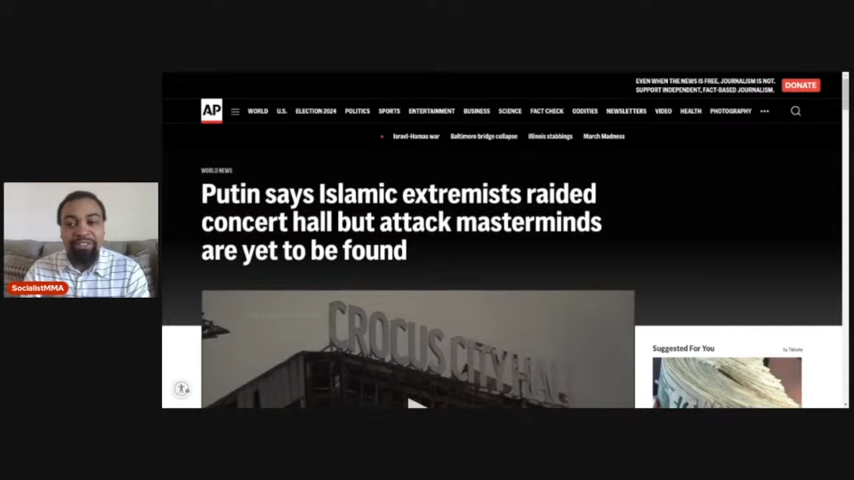 EVEN WHEN THE NEWS IS FREE, JOURNALISM IS NOT.
SUPPORT INDEPENDENT, FACT-BASED JOURNALISM.
DONATE
AP
WORLD U.S. ELECTION 2024 POLITICS SPORTS ENTERTAINMENT BUSINESS SCIENCE FACT CHECK ODDITIES NEWSLETTERS VIDEO HEALTH PHOTOGRAPHY •••
Israel-Hamas war Baltimore bridge collapse Illinois stabbings March Madness
WORLD NEWS
Putin says Islamic extremists raided
concert hall but attack masterminds
are yet to be found
SocialistMMA
CROCUS CITY HALL
Suggested For You
by Taboola